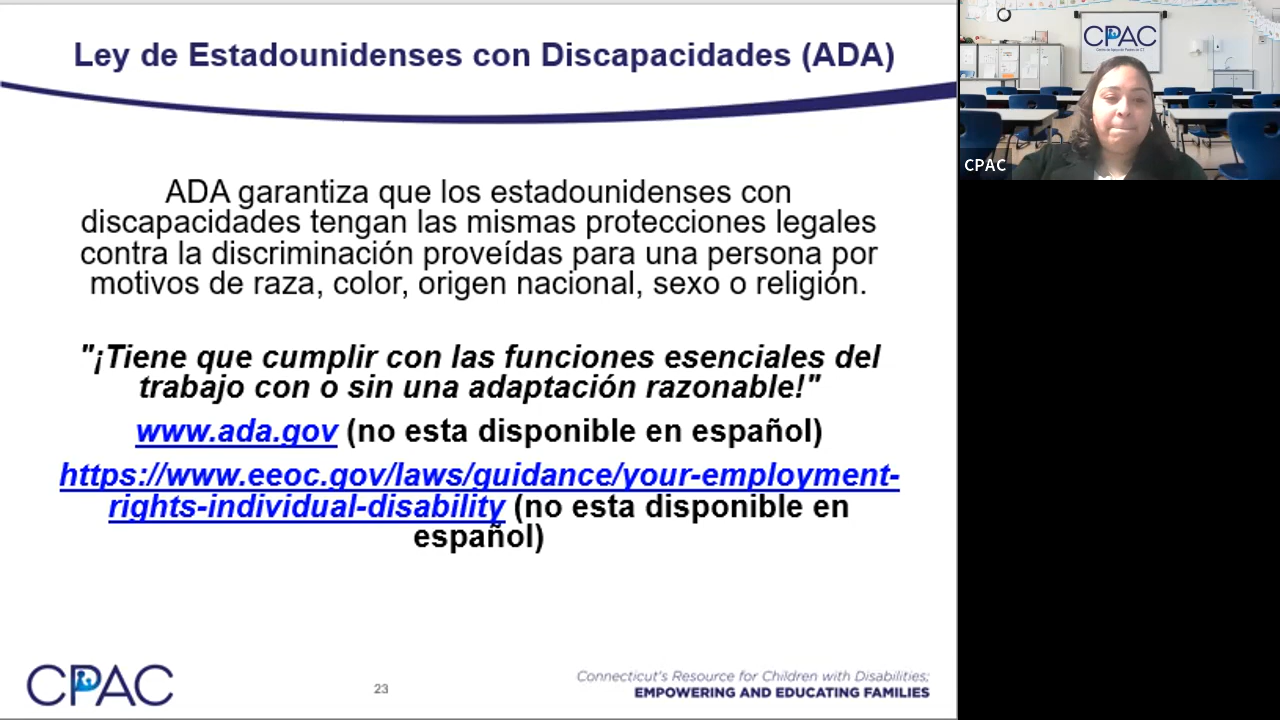 Ley de Estadounidenses con Discapacidades (ADA)
ADA garantiza que los estadounidenses con
discapacidades tengan las mismas protecciones legales
contra la discriminación proveídas para una persona por
motivos de raza, color, origen nacional, sexo o religión.
"¡Tiene que cumplir con las funciones esenciales del
trabajo con o sin una adaptación razonable!"
www.ada.gov (no esta disponible en español)
https://www.eeoc.gov/laws/guidance/your-employment-
rights-individual-disability (no esta disponible en
español)
CPAC
23
Connecticut's Resource for Children with Disabilities;
EMPOWERING AND EDUCATING FAMILIES
CPAC
CPAC